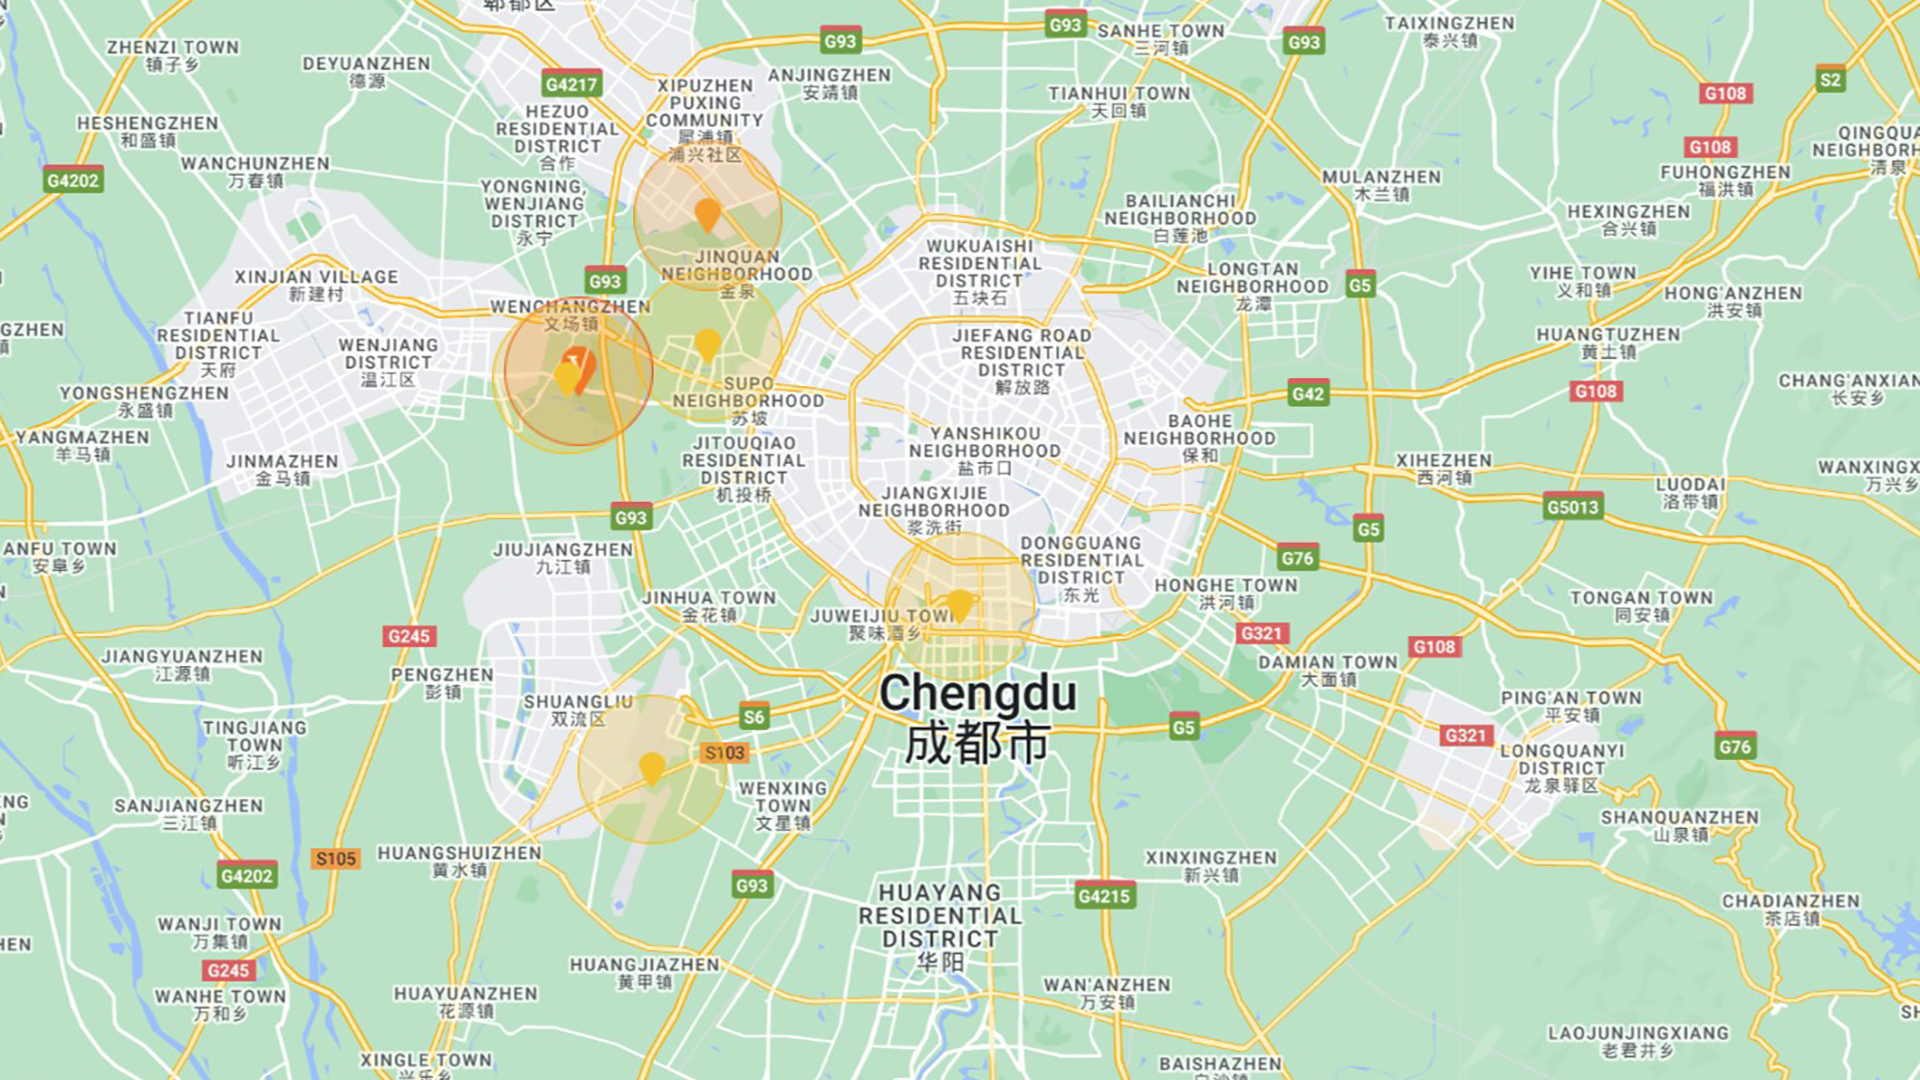 郫都区
ZHENZI TOWN
镇子乡
DEYUANZHEN
德源
G4217
G93
ANJINGZHEN
安靖镇
G93
SANHE TOWN
三河镇
G93
TAIXINGZHEN
泰兴镇
S2
G108
XIPUZHEN
PUXING
COMMUNITY
犀浦镇
浦兴社区
TIANHUI TOWN
天回镇
HEZUO
RESIDENTIAL
DISTRICT
合作
HESHENGZHEN
和盛镇
G4202
WANCHUNZHEN
万春镇
YONGNING,
WENJIANG
DISTRICT
永宁
G108
FUHONGZHEN
福洪镇
QINGQUA
NEIGHBORH
清泉
MULANZHEN
木兰镇
BAILIANCHI
NEIGHBORHOOD
白莲池
HEXINGZHEN
合兴镇
WUKUAISHI
RESIDENTIAL
DISTRICT
五块石
JINQUAN
NEIGHBORHOOD
金泉
G93
XINJIAN VILLAGE
新建村
LONGTAN
NEIGHBORHOOD
龙潭
G5
YIHE TOWN
义和镇
HONG'ANZHEN
洪安镇
WENCHANGZHEN
文场镇
TIANFU
RESIDENTIAL
DISTRICT
天府
GZHEN
镇
WENJIANG
DISTRICT
温江区
JIEFANG ROAD
RESIDENTIAL
DISTRICT
解放路
HUANGTUZHEN
黄土镇
YONGSHENGZHEN
永盛镇
SUPO
NEIGHBORHOOD
苏坡
G42
G108
CHANG'ANXIAN
长安乡
YANGMAZHEN
羊马镇
JINMAZHEN
金马镇
JITOUQIAO
RESIDENTIAL
DISTRICT
机投桥
YANSHIKOU
NEIGHBORHOOD
盐市口
BAOHE
NEIGHBORHOOD
保和
XIHEZHEN
西河镇
WANXINGX
万兴乡
LUODAI
洛带镇
JIANGXIJIE
NEIGHBORHOOD
浆洗街
G93
G5
G5013
ANFU TOWN
安阜乡
JIUJIANGZHEN
九江镇
DONGGUANG
RESIDENTIAL
DISTRICT
东光
G76
HONGHE TOWN
洪河镇
JINHUA TOWN
金花镇
JUWEIJIU TOWN
聚味酒乡
TONGAN TOWN
同安镇
G245
G321
G108
JIANGYUANZHEN
江源镇
PENGZHEN
彭镇
DAMIAN TOWN
大面镇
SHUANGLIU
双流区
S6
Chengdu
成都市
G5
PING'AN TOWN
平安镇
G321
G76
TINGJIANG
TOWN
听江乡
S103
LONGQUANYI
DISTRICT
龙泉驿区
WENXING
TOWN
文星镇
ENG
SANJIANGZHEN
三江镇
SHANQUANZHEN
山泉镇
S105
HUANGSHUIZHEN
黄水镇
G4202
G93
XINXINGZHEN
新兴镇
G4215
HUAYANG
RESIDENTIAL
DISTRICT
华阳
CHADIANZHEN
茶店镇
WANJI TOWN
万集镇
HEN
G245
HUANGJIAZHEN
黄甲镇
WANHE TOWN
万和乡
HUAYUANZHEN
花源镇
WAN'ANZHEN
万安镇
SH
LAOJUNJINGXIANG
老君井乡
XINGLE TOWN
兴乐乡
BAISHAZHEN
白沙镇